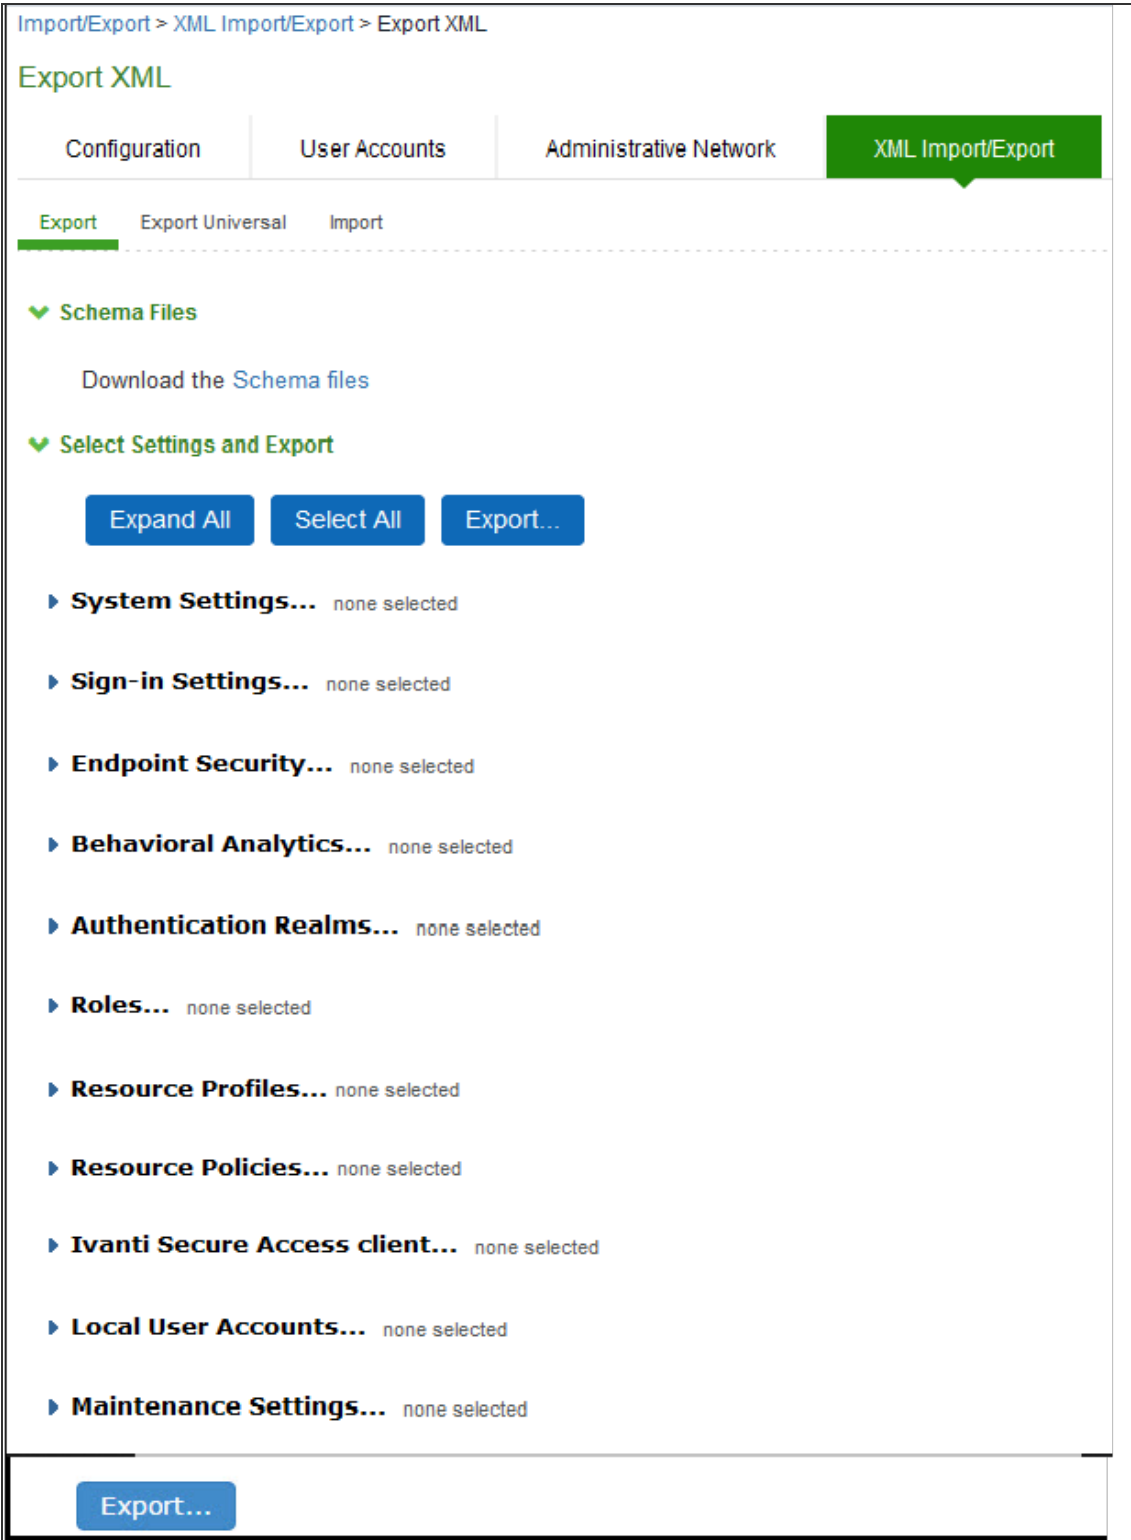 Import/Export > XML Import/Export > Export XML
Export XML
Configuration User Accounts Administrative Network XML Import/Export
Export Export Universal Import
Schema Files
Download the Schema files
Select Settings and Export
Expand All Select All Export...
System Settings... none selected
Sign-in Settings... none selected
Endpoint Security... none selected
Behavioral Analytics... none selected
Authentication Realms... none selected
Roles... none selected
Resource Profiles... none selected
Resource Policies... none selected
Ivanti Secure Access client... none selected
Local User Accounts... none selected
Maintenance Settings... none selected
Export...